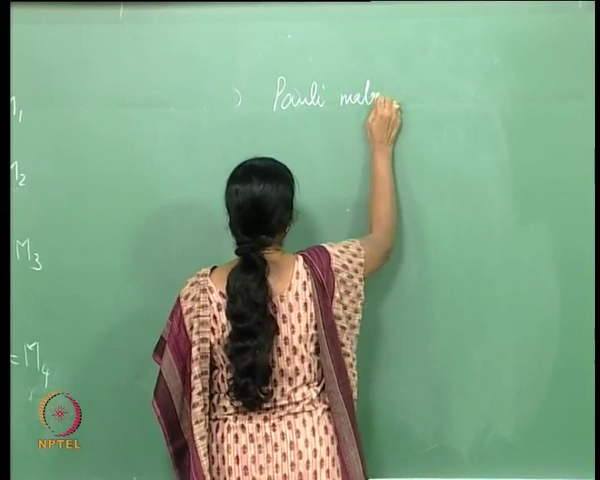 ) Pauli mat
M1
M2
M3
= M4
NPTEL